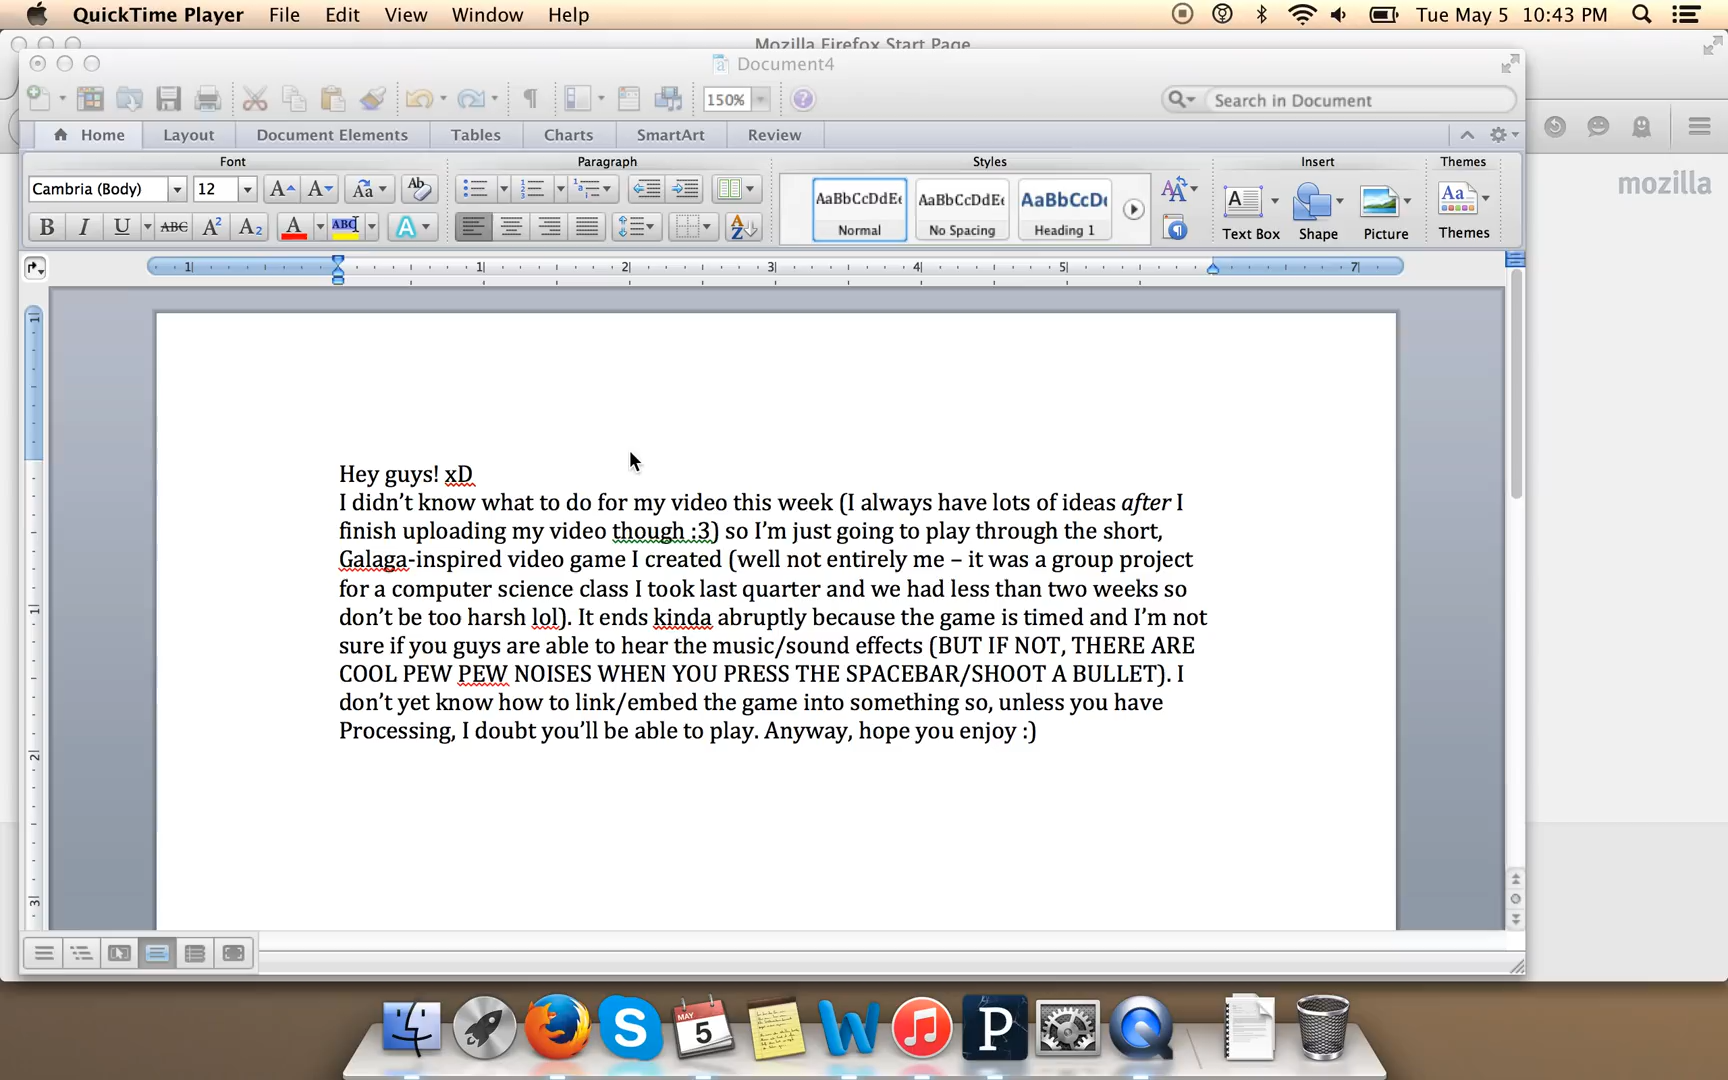 QuickTime Player File Edit View Window Help Tue May 5 10:43 PM
Mozilla Firefox Start Page
Document4
150% Search in Document
Home Layout Document Elements Tables Charts SmartArt Review
Font Paragraph Styles Insert Themes
Cambria (Body) 12
AaBbCcDdEe AaBbCcDdEe AaBbCcDc
Normal No Spacing Heading 1 Text Box Shape Picture Themes
mozilla
Hey guys! xD
I didn’t know what to do for my video this week (I always have lots of ideas after I
finish uploading my video though :3) so I’m just going to play through the short,
Galaga-inspired video game I created (well not entirely me – it was a group project
for a computer science class I took last quarter and we had less than two weeks so
don’t be too harsh lol). It ends kinda abruptly because the game is timed and I’m not
sure if you guys are able to hear the music/sound effects (BUT IF NOT, THERE ARE
COOL PEW PEW NOISES WHEN YOU PRESS THE SPACEBAR/SHOOT A BULLET). I
don’t yet know how to link/embed the game into something so, unless you have
Processing, I doubt you’ll be able to play. Anyway, hope you enjoy :)
MAY
5